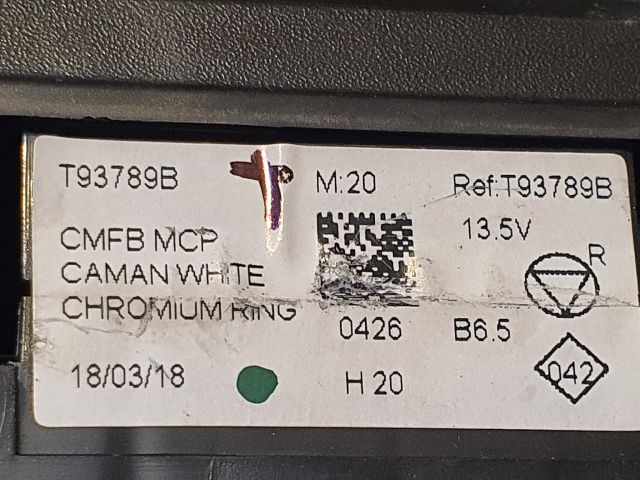 T93789B M:20 Ref:T93789B
CMFB MCP 13.5V
R
CAMAN WHITE
CHROMIUM RING 0426 B6.5
18/03/18 H 20 042